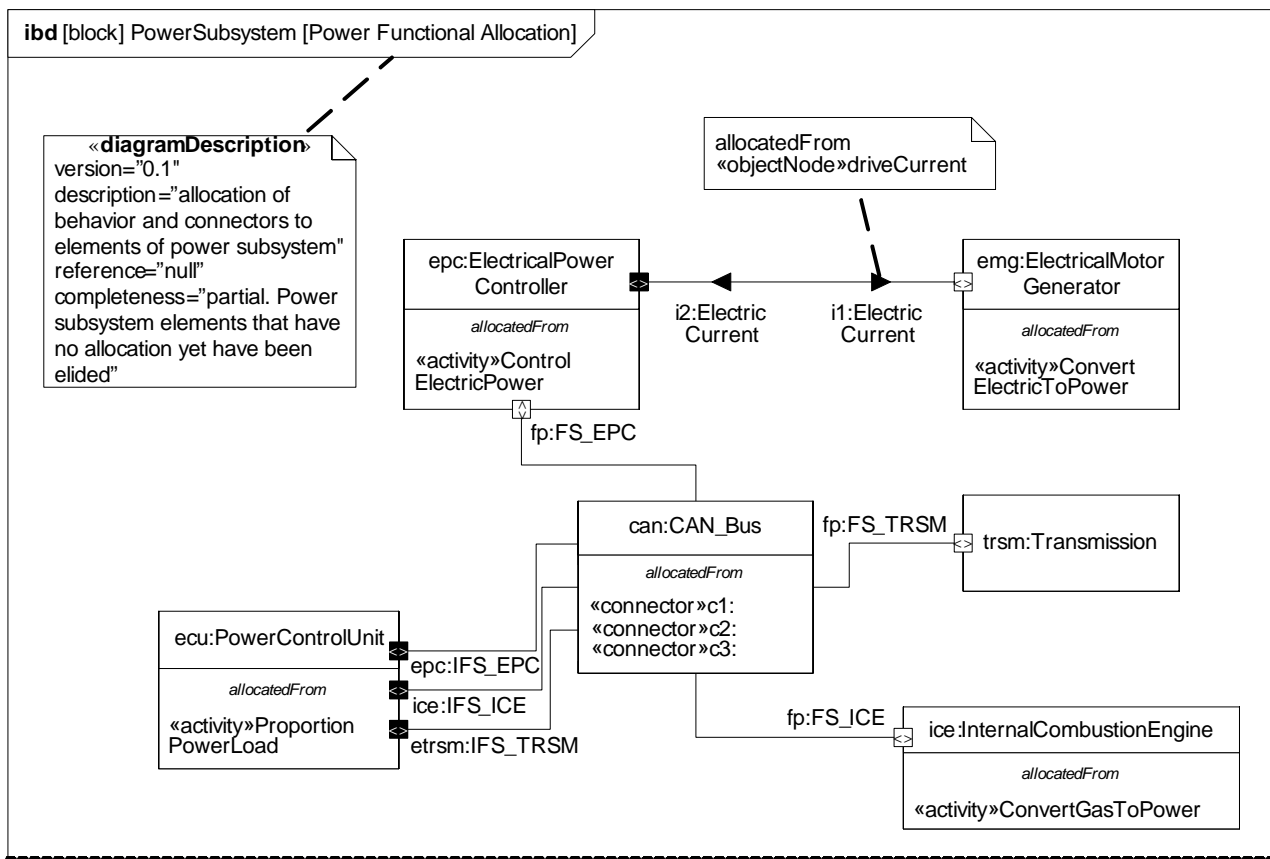 ibd [block] PowerSubsystem [Power Functional Allocation]
«diagramDescription»
version="0.1"
description="allocation of
behavior and connectors to
elements of power subsystem"
reference="null"
completeness="partial. Power
subsystem elements that have
no allocation yet have been
elided"
allocatedFrom
«objectNode»driveCurrent
epc:ElectricalPower
Controller
allocatedFrom
«activity»Control
ElectricPower
i2:Electric
Current
i1:Electric
Current
emg:ElectricalMotor
Generator
allocatedFrom
«activity»Convert
ElectricToPower
fp:FS_EPC
can:CAN_Bus
allocatedFrom
«connector»c1:
«connector»c2:
«connector»c3:
fp:FS_TRSM
trsm:Transmission
ecu:PowerControlUnit
allocatedFrom
«activity»Proportion
PowerLoad
epc:IFS_EPC
ice:IFS_ICE
etrsm:IFS_TRSM
fp:FS_ICE
ice:InternalCombustionEngine
allocatedFrom
«activity»ConvertGasToPower